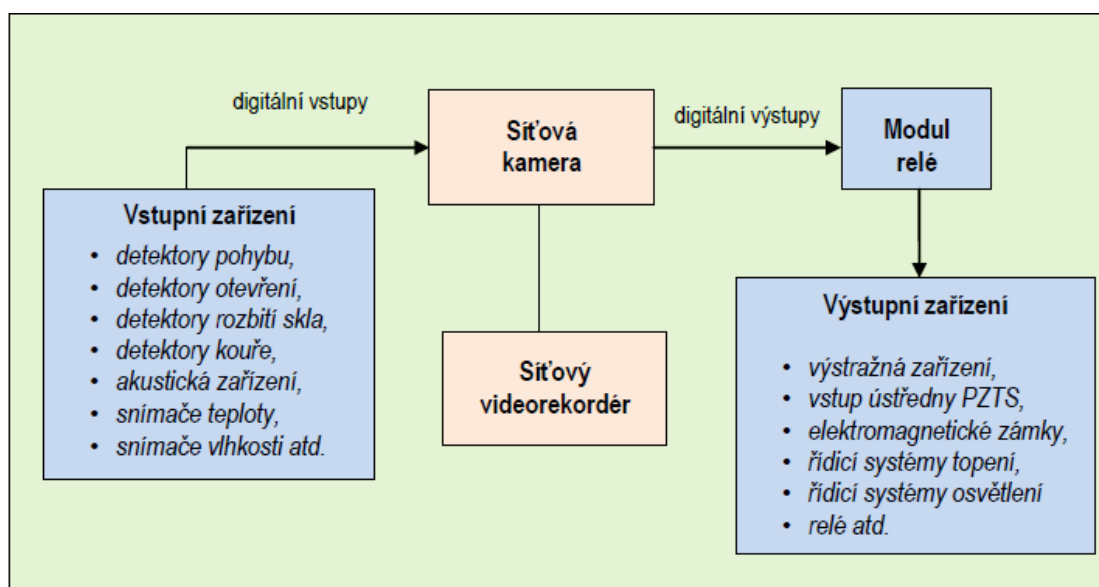 digitální vstupy
Síťová
kamera
digitální výstupy
Modul
relé
Vstupní zařízení
• detektory pohybu,
• detektory otevření,
• detektory rozbití skla,
• detektory kouře,
• akustická zařízení,
• snímače teploty,
• snímače vlhkosti atd.
Síťový
videorekordér
Výstupní zařízení
• výstražná zařízení,
• vstup ústředny PZTS,
• elektromagnetické zámky,
• řídicí systémy topení,
• řídicí systémy osvětlení
• relé atd.